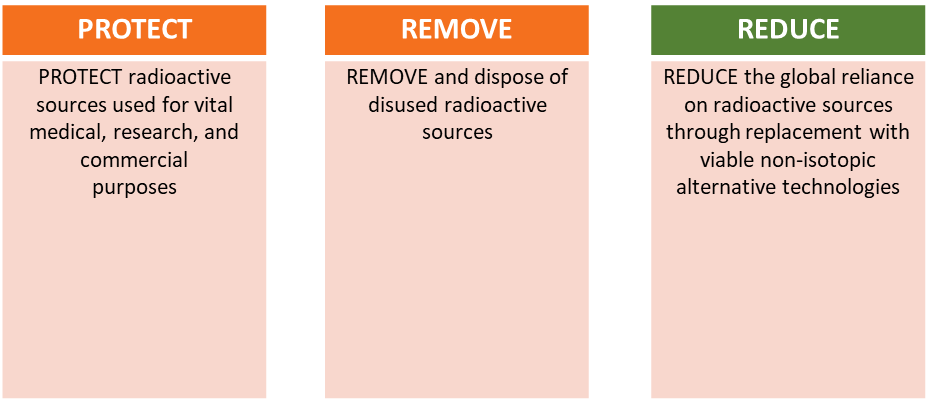 PROTECT
PROTECT radioactive
sources used for vital
medical, research, and
commercial
purposes
REMOVE
REMOVE and dispose of
disused radioactive
sources
REDUCE
REDUCE the global reliance
on radioactive sources
through replacement with
viable non-isotopic
alternative technologies